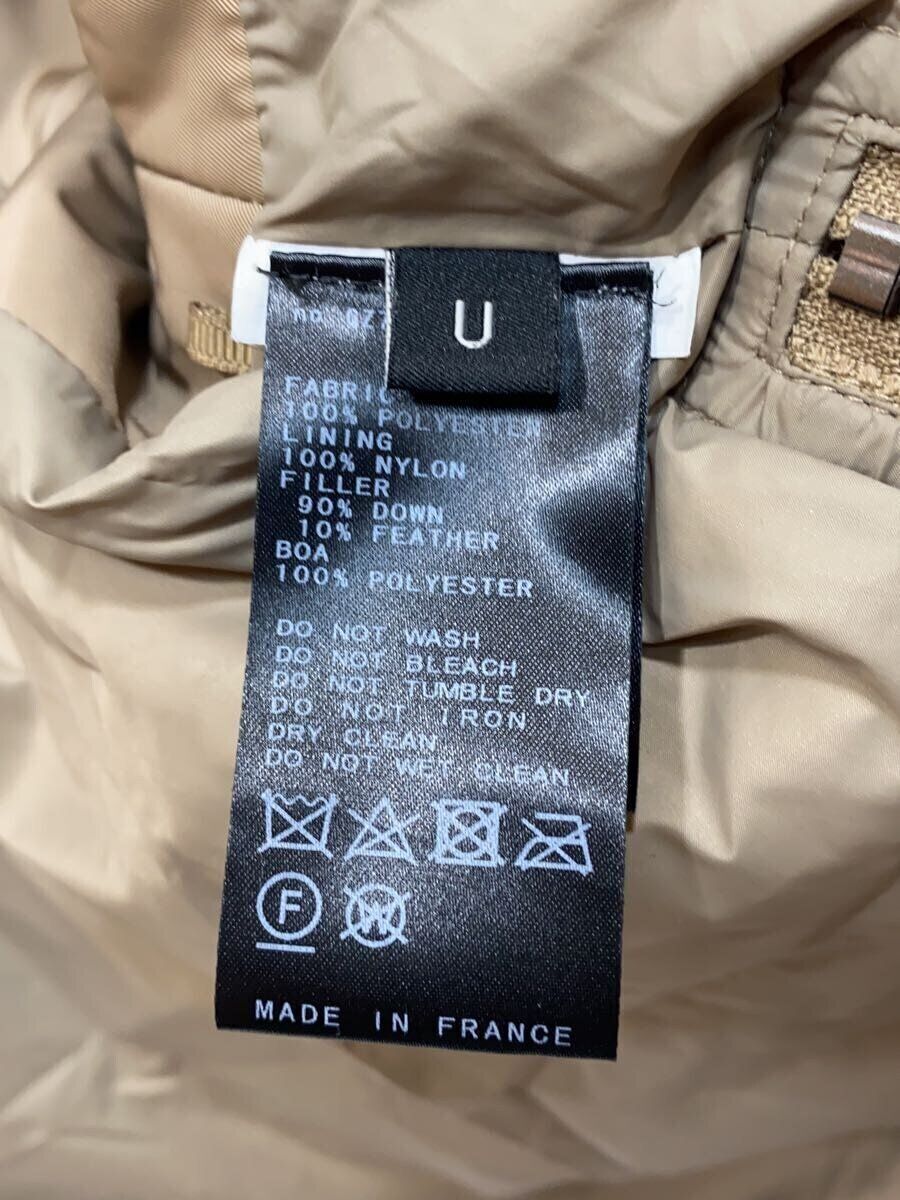 U
FABRIC
100% POLYESTER
LINING
100% NYLON
FILLER
90% DOWN
10% FEATHER
BOA
100% POLYESTER
DO NOT WASH
DO NOT BLEACH
DO NOT TUMBLE DRY
DO NOT IRON
DRY CLEAN
DO NOT WET CLEAN
F W
MADE IN FRANCE